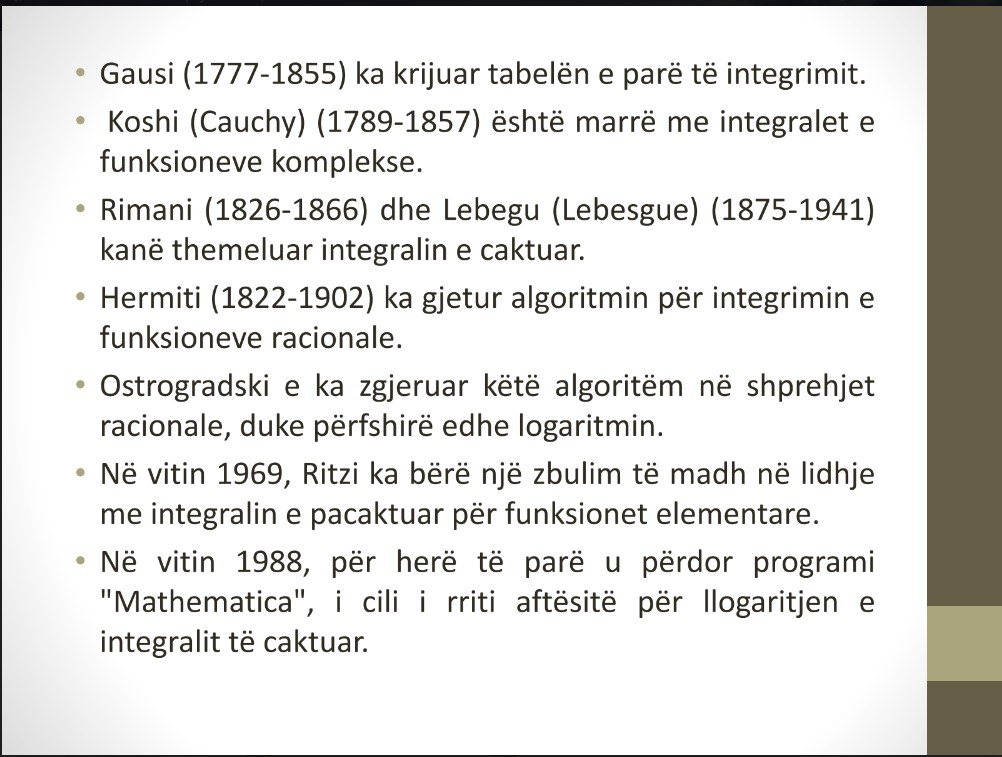 • Gausi (1777-1855) ka krijuar tabelën e parë të integrimit.
• Koshi (Cauchy) (1789-1857) është marrë me integralet e
funksioneve komplekse.
• Rimani (1826-1866) dhe Lebegu (Lebesgue) (1875-1941)
kanë themeluar integralin e caktuar.
• Hermiti (1822-1902) ka gjetur algoritmin për integrimin e
funksioneve racionale.
• Ostrogradski e ka zgjeruar këtë algoritëm në shprehjet
racionale, duke përfshirë edhe logaritmin.
• Në vitin 1969, Ritzi ka bërë një zbulim të madh në lidhje
me integralin e pacaktuar për funksionet elementare.
• Në vitin 1988, për herë të parë u përdor programi
"Mathematica", i cili i rriti aftësitë për llogaritjen e
integralit të caktuar.